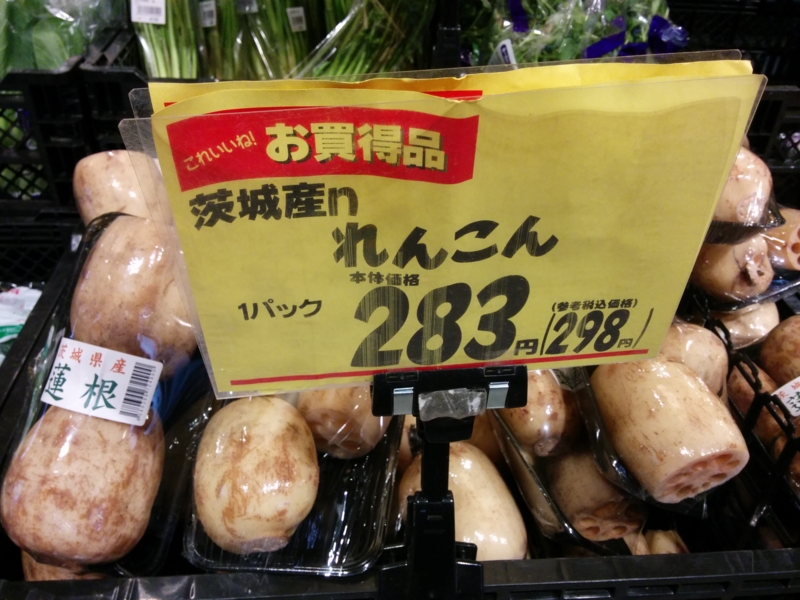 これいいね!お買得品
茨城産n
れんこん
本体価格
1パック 283円
(参考税込価格)
298円
茨城県産
蓮根